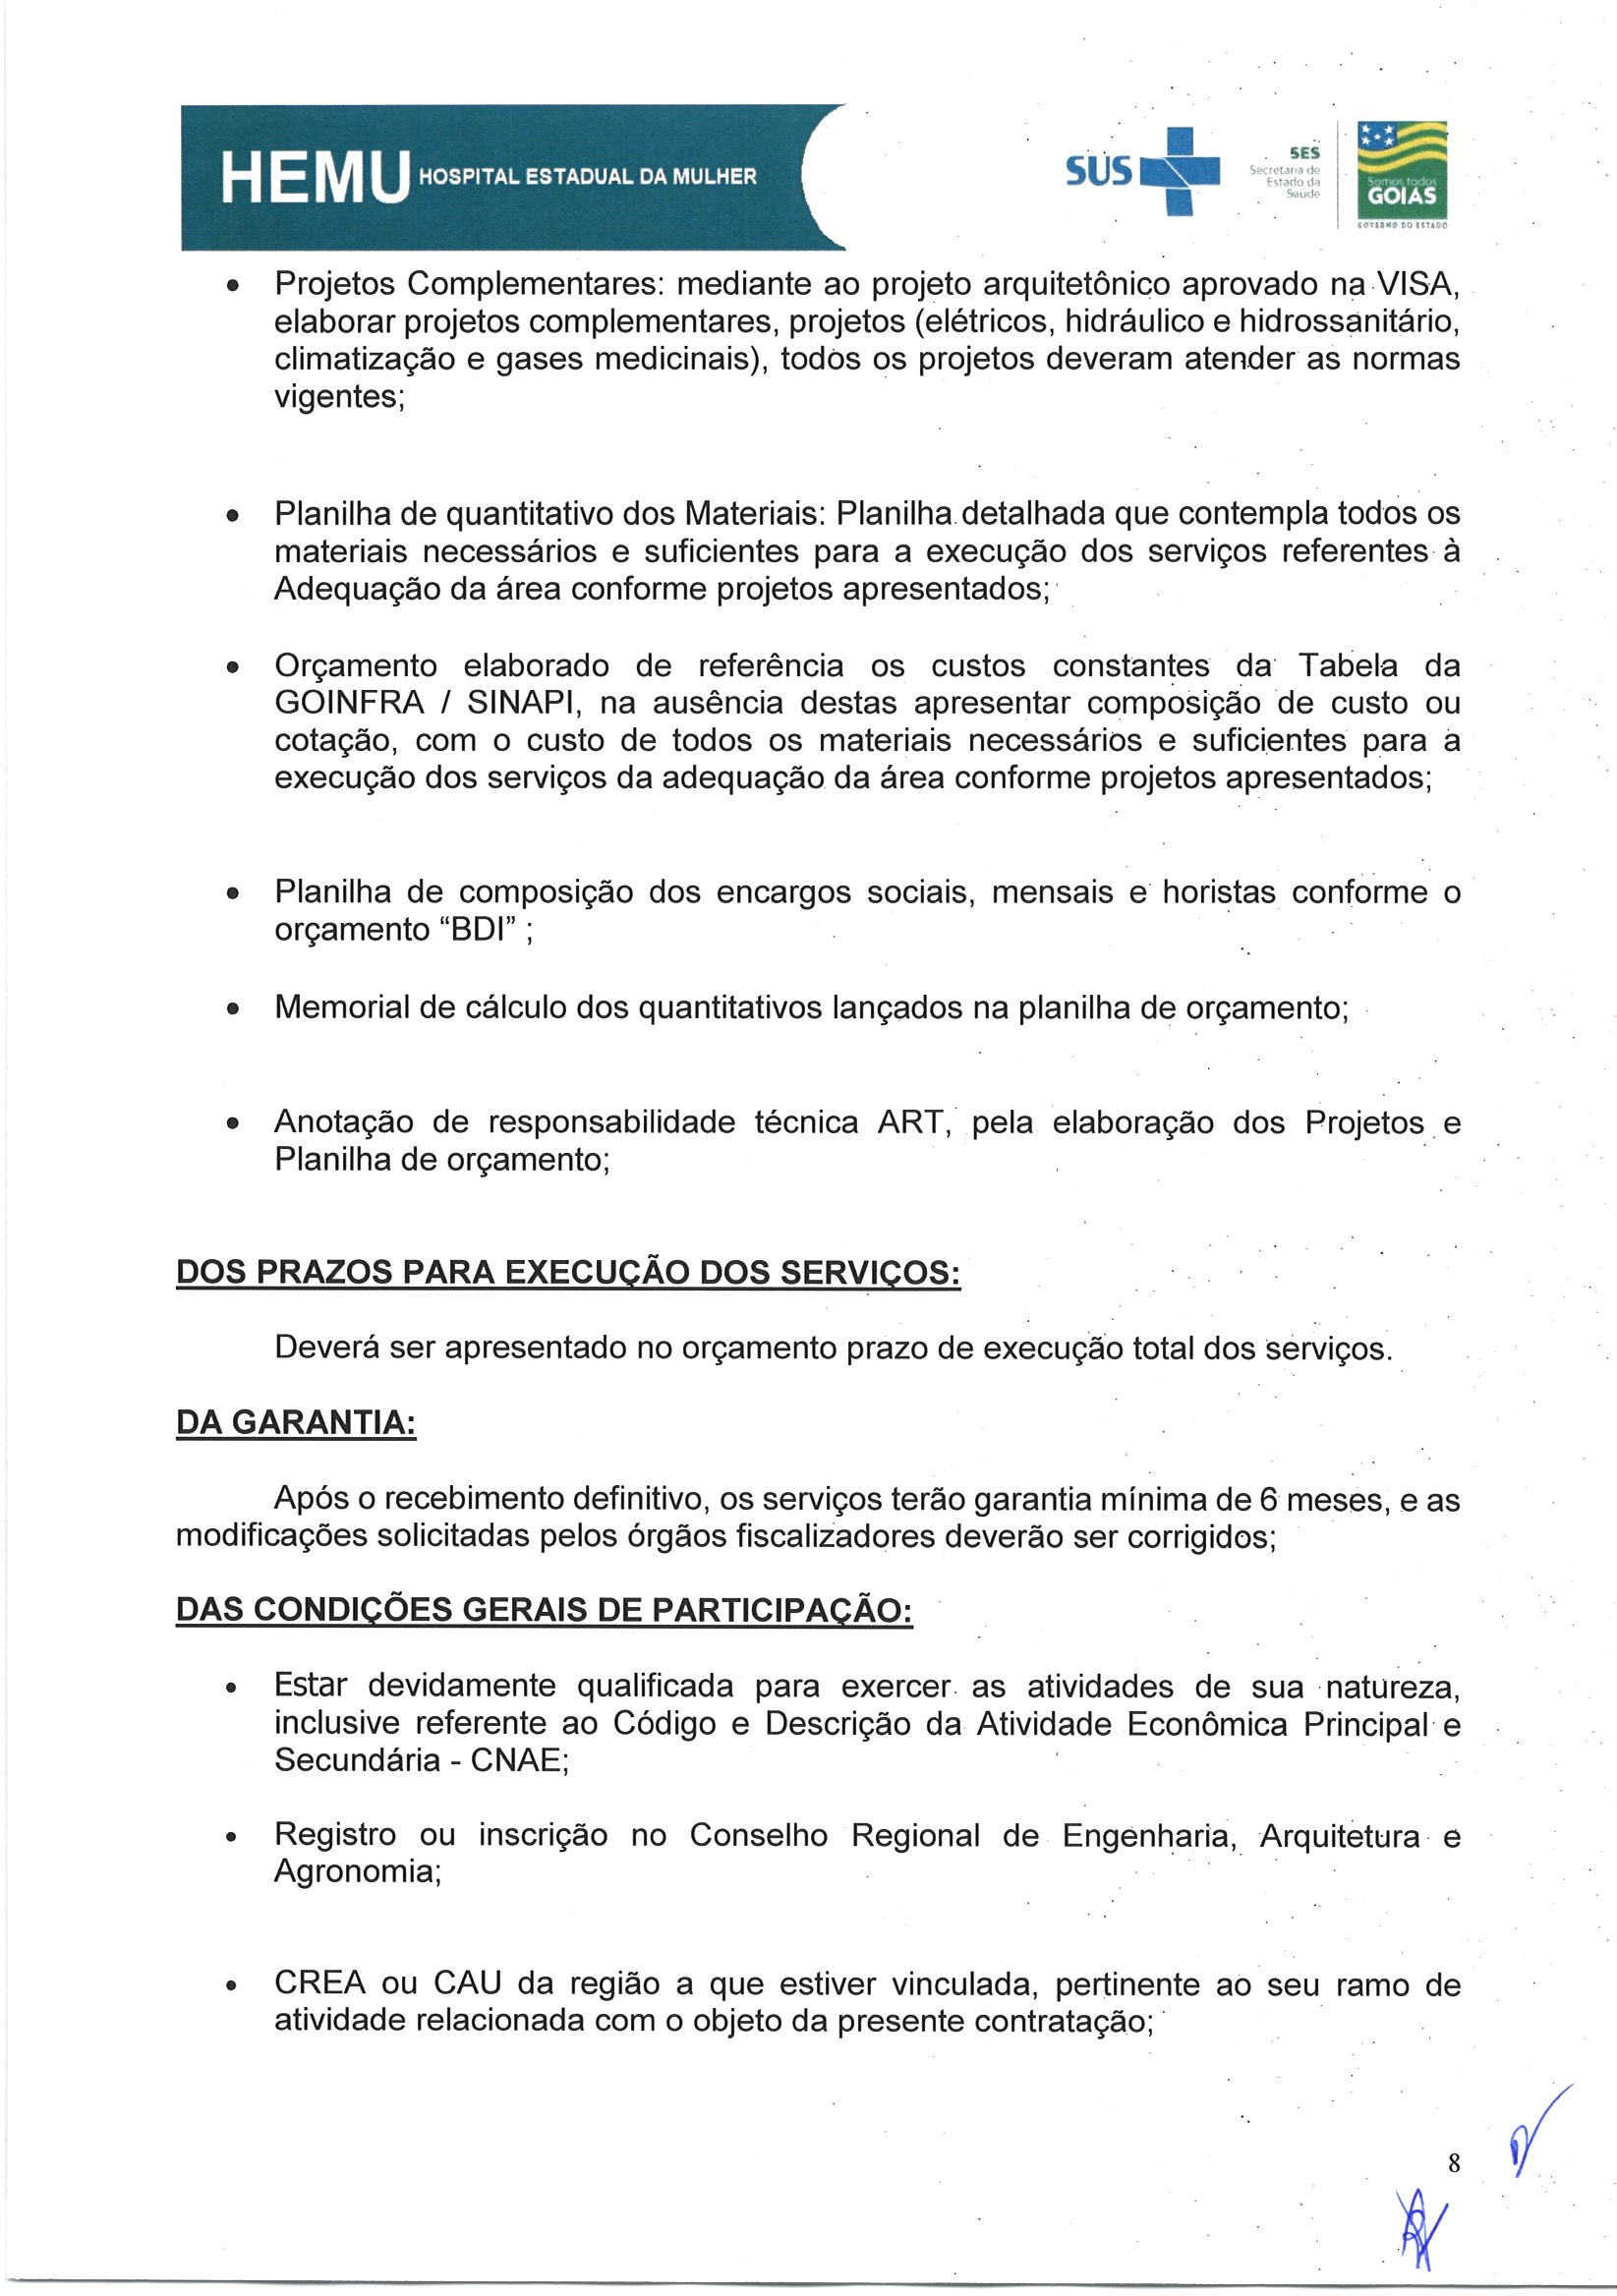 HEMU HOSPITAL ESTADUAL DA MULHER
SUS
SES
Secretaria de
Estado da
Saude
Somos todos
GOIÁS
GOVERNO DO ESTADO
• Projetos Complementares: mediante ao projeto arquitetônico aprovado na VISA,
elaborar projetos complementares, projetos (elétricos, hidráulico e hidrossanitário,
climatização e gases medicinais), todos os projetos deveram atender as normas
vigentes;
• Planilha de quantitativo dos Materiais: Planilha detalhada que contempla todos os
materiais necessários e suficientes para a execução dos serviços referentes à
Adequação da área conforme projetos apresentados;
• Orçamento elaborado de referência os custos constantes da Tabela da
GOINFRA / SINAPI, na ausência destas apresentar composição de custo ou
cotação, com o custo de todos os materiais necessários e suficientes para a
execução dos serviços da adequação da área conforme projetos apresentados;
• Planilha de composição dos encargos sociais, mensais e horistas conforme o
orçamento “BDI” ;
• Memorial de cálculo dos quantitativos lançados na planilha de orçamento;
• Anotação de responsabilidade técnica ART, pela elaboração dos Projetos e
Planilha de orçamento;
DOS PRAZOS PARA EXECUÇÃO DOS SERVIÇOS:
Deverá ser apresentado no orçamento prazo de execução total dos serviços.
DA GARANTIA:
Após o recebimento definitivo, os serviços terão garantia mínima de 6 meses, e as
modificações solicitadas pelos órgãos fiscalizadores deverão ser corrigidos;
DAS CONDIÇÕES GERAIS DE PARTICIPAÇÃO:
• Estar devidamente qualificada para exercer as atividades de sua natureza,
inclusive referente ao Código e Descrição da Atividade Econômica Principal e
Secundária - CNAE;
• Registro ou inscrição no Conselho Regional de Engenharia, Arquitetura e
Agronomia;
• CREA ou CAU da região a que estiver vinculada, pertinente ao seu ramo de
atividade relacionada com o objeto da presente contratação;
8